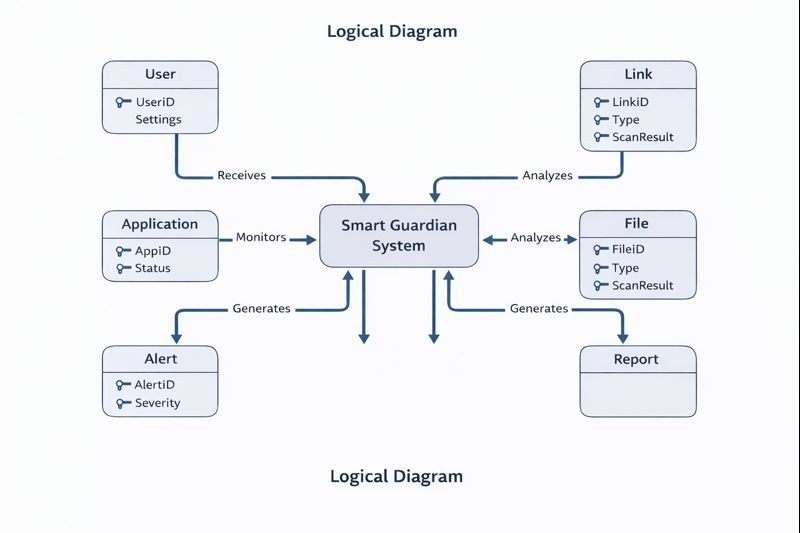 Logical Diagram
User
UseriD
Settings
Link
LinkiD
Type
ScanResult
Receives
Analyzes
Application
AppiD
Status
Monitors
Smart Guardian
System
Analyzes
File
FileiD
Type
ScanResult
Generates
Generates
Alert
AlertiD
Severity
Report
Logical Diagram